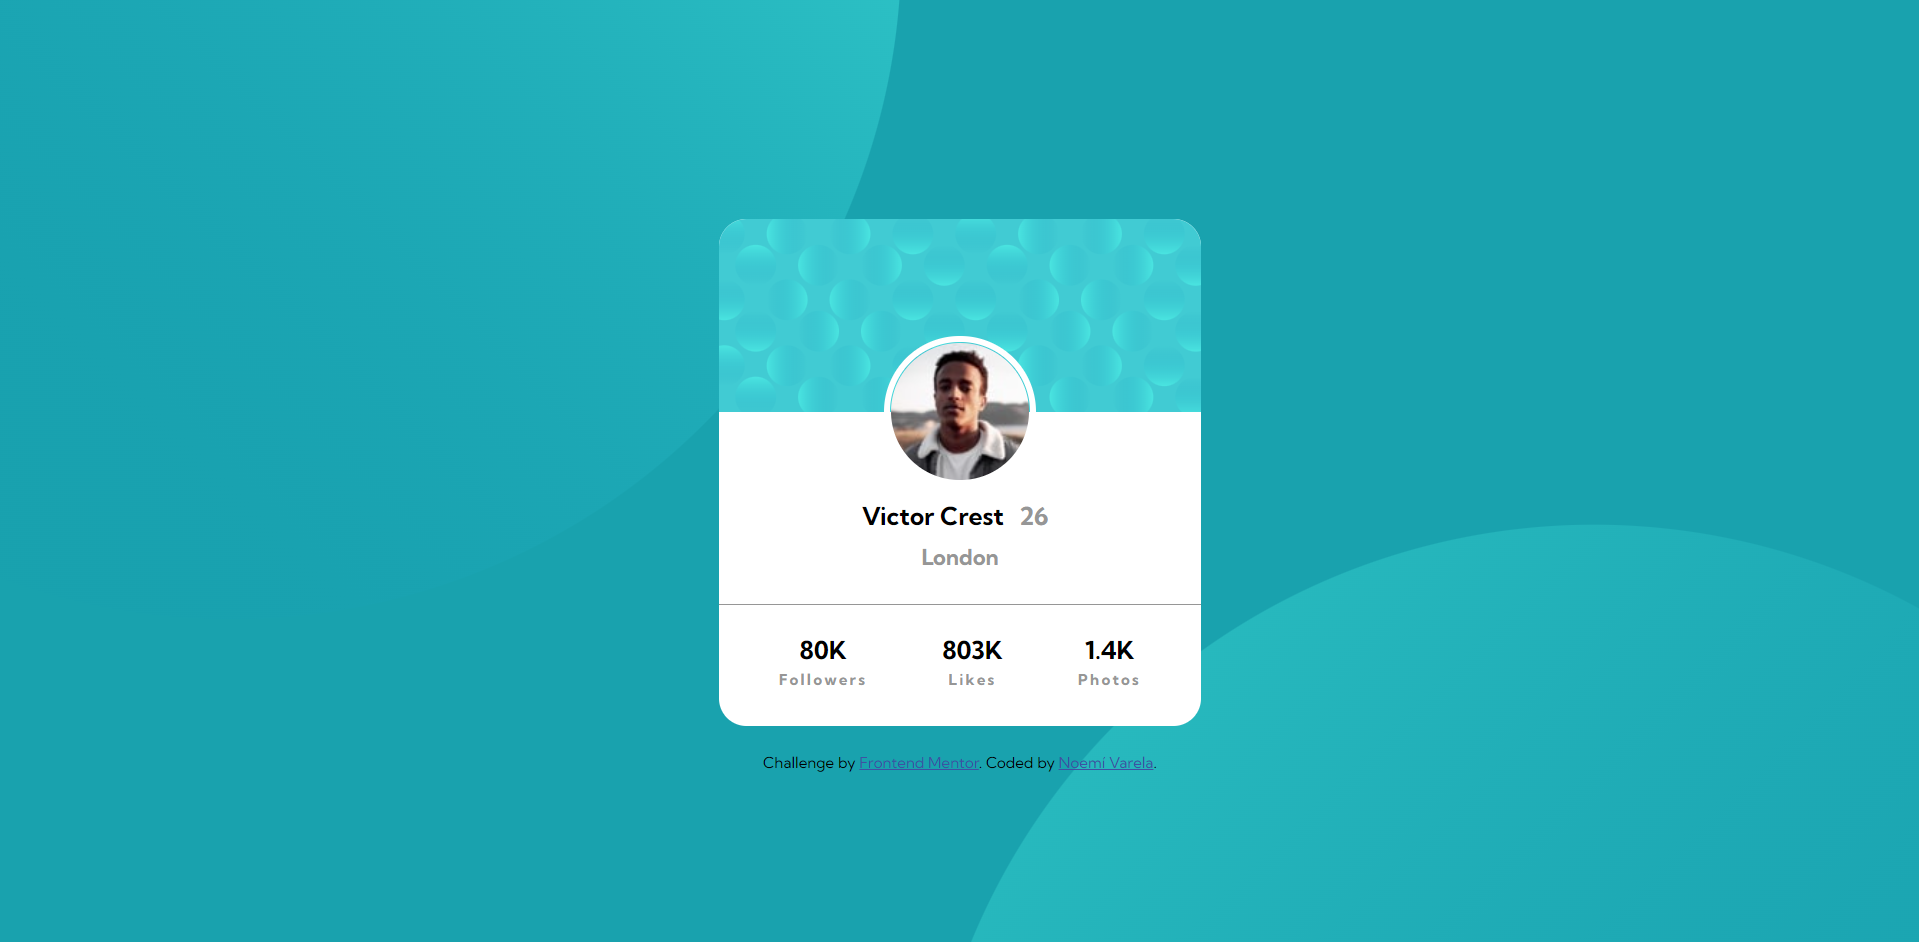 Victor Crest 26
London
80K 803K 1.4K
Followers Likes Photos
Challenge by Frontend Mentor. Coded by Noemí Varela.